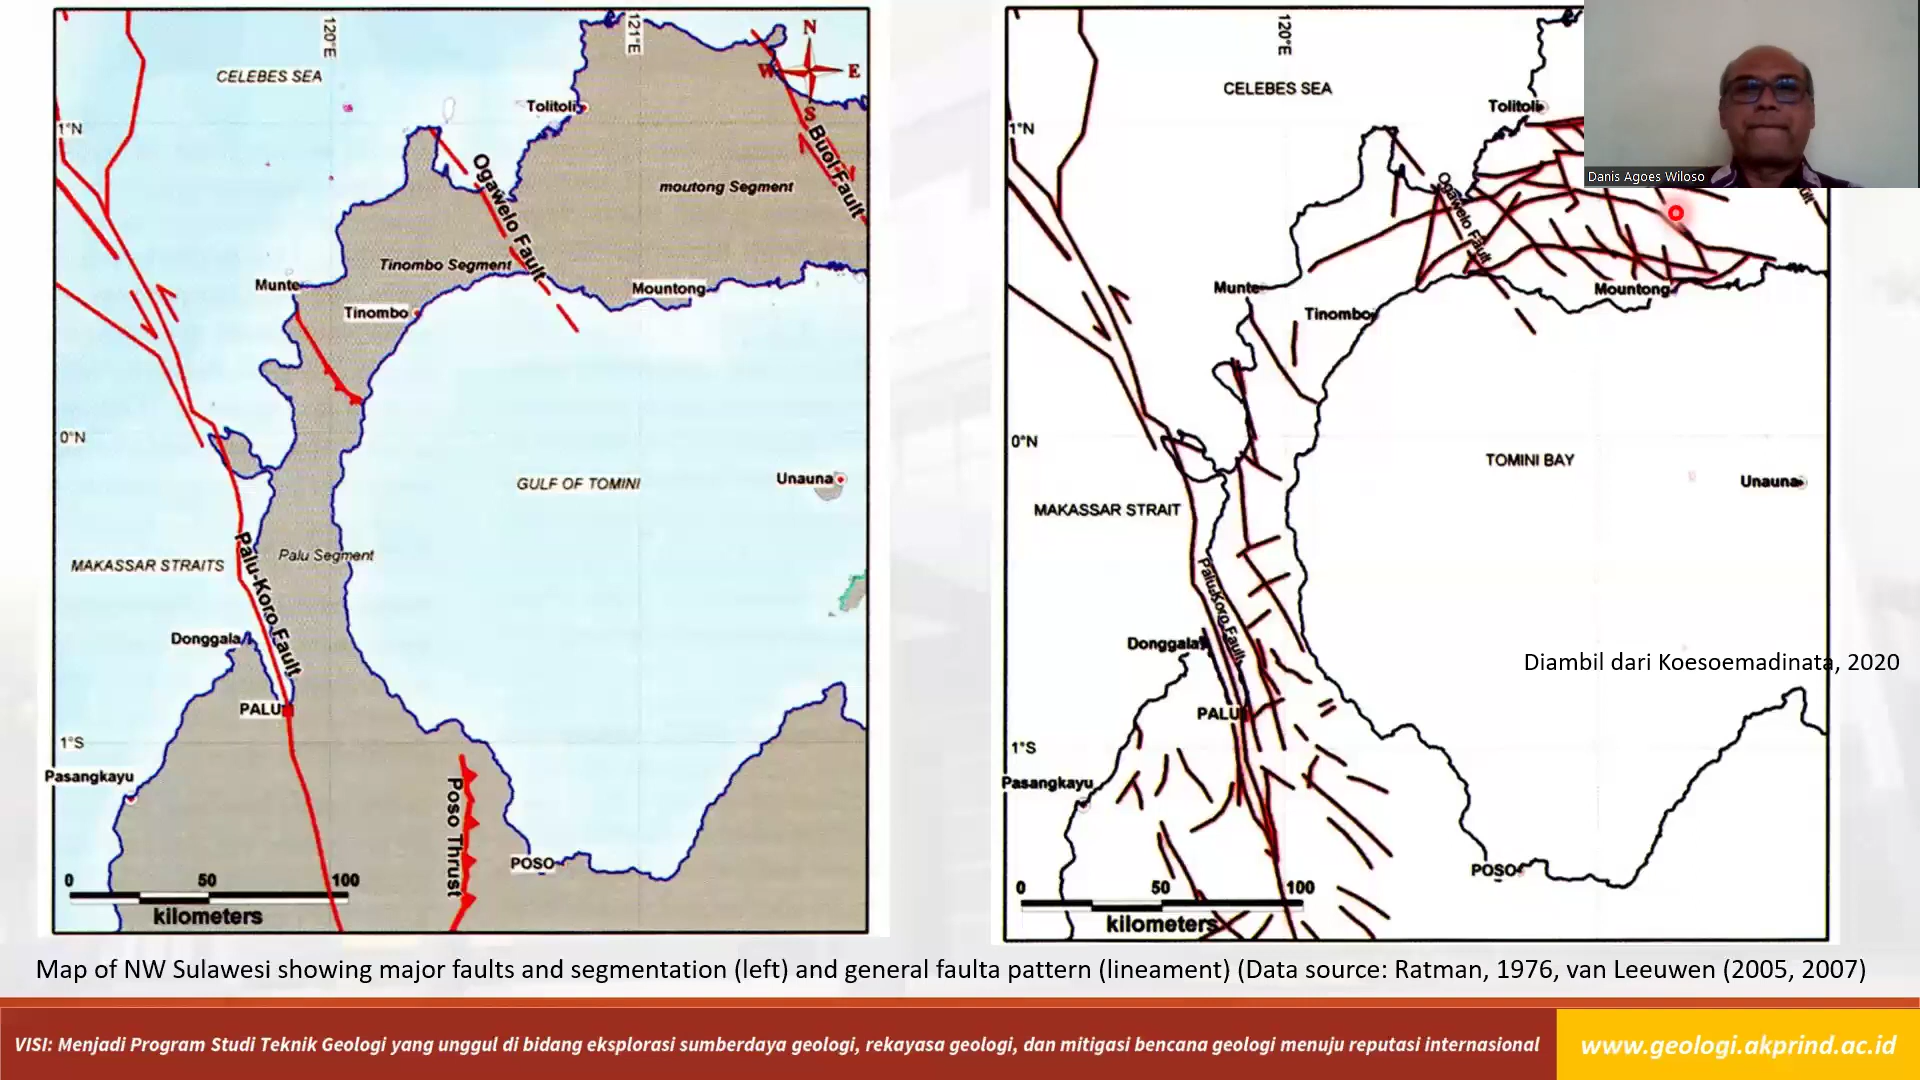 120°E
121°E
N
W
E
S
CELEBES SEA
Tolitoli
1°N
Ogawelo Fault
Buol Fault
moutong Segment
Tinombo Segment
Munte
Mountong
Tinombo
0°N
GULF OF TOMINI
Unauna
Palu-Koro Fault
Palu Segment
MAKASSAR STRAITS
Donggala
PALU
1°S
Pasangkayu
Poso Thrust
POSO
0 50 100
kilometers
120°E
CELEBES SEA
Tolitoli
1°N
Ogawelo Fault
Munte
Mountong
Tinombo
0°N
TOMINI BAY
Unauna
MAKASSAR STRAIT
Palu-Koro Fault
Donggala
PALU
1°S
Pasangkayu
POSO
0 50 100
kilometers
Danis Agoes Wiloso
Diambil dari Koesoemadinata, 2020
Map of NW Sulawesi showing major faults and segmentation (left) and general faulta pattern (lineament) (Data source: Ratman, 1976, van Leeuwen (2005, 2007)
VISI: Menjadi Program Studi Teknik Geologi yang unggul di bidang eksplorasi sumberdaya geologi, rekayasa geologi, dan mitigasi bencana geologi menuju reputasi internasional
www.geologi.akprind.ac.id